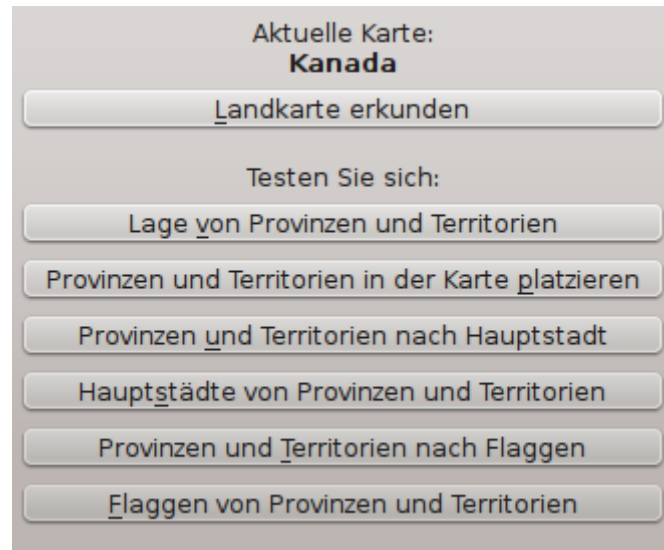 Aktuelle Karte:
Kanada
Landkarte erkunden
Testen Sie sich:
Lage von Provinzen und Territorien
Provinzen und Territorien in der Karte platzieren
Provinzen und Territorien nach Hauptstadt
Hauptstädte von Provinzen und Territorien
Provinzen und Territorien nach Flaggen
Flaggen von Provinzen und Territorien